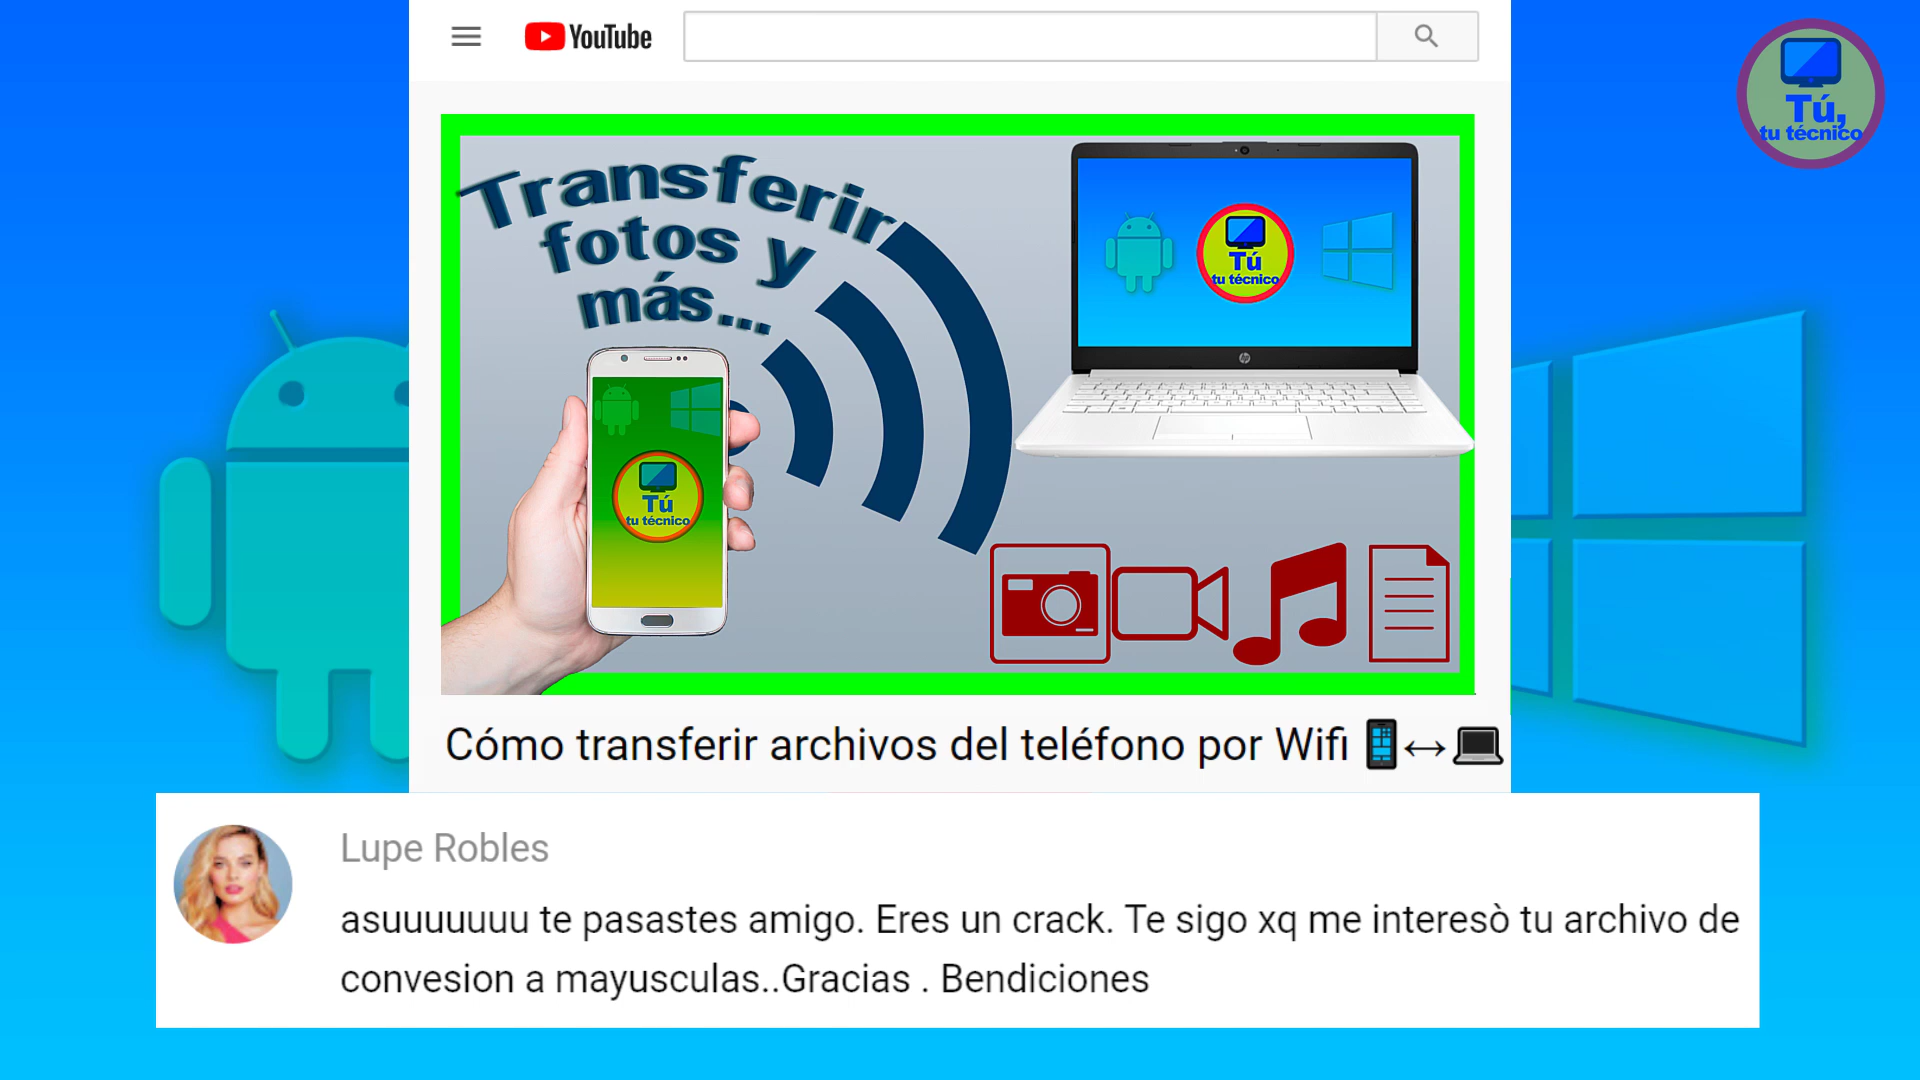 YouTube
Tú,
tu técnico
Transferir
fotos y
más...
Tú
tu técnico
Tú
tu técnico
hp
Cómo transferir archivos del teléfono por Wifi 📱↔💻
Lupe Robles
asuuuuuuu te pasastes amigo. Eres un crack. Te sigo xq me interesò tu archivo de
convesion a mayusculas..Gracias . Bendiciones